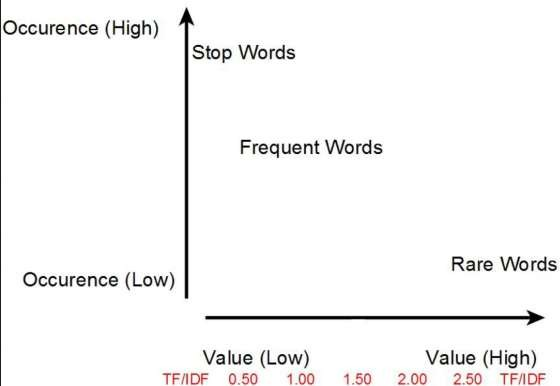 Occurence (High)
Stop Words
Frequent Words
Rare Words
Occurence (Low)
Value (Low) Value (High)
TF/IDF 0.50 1.00 1.50 2.00 2.50 TF/IDF